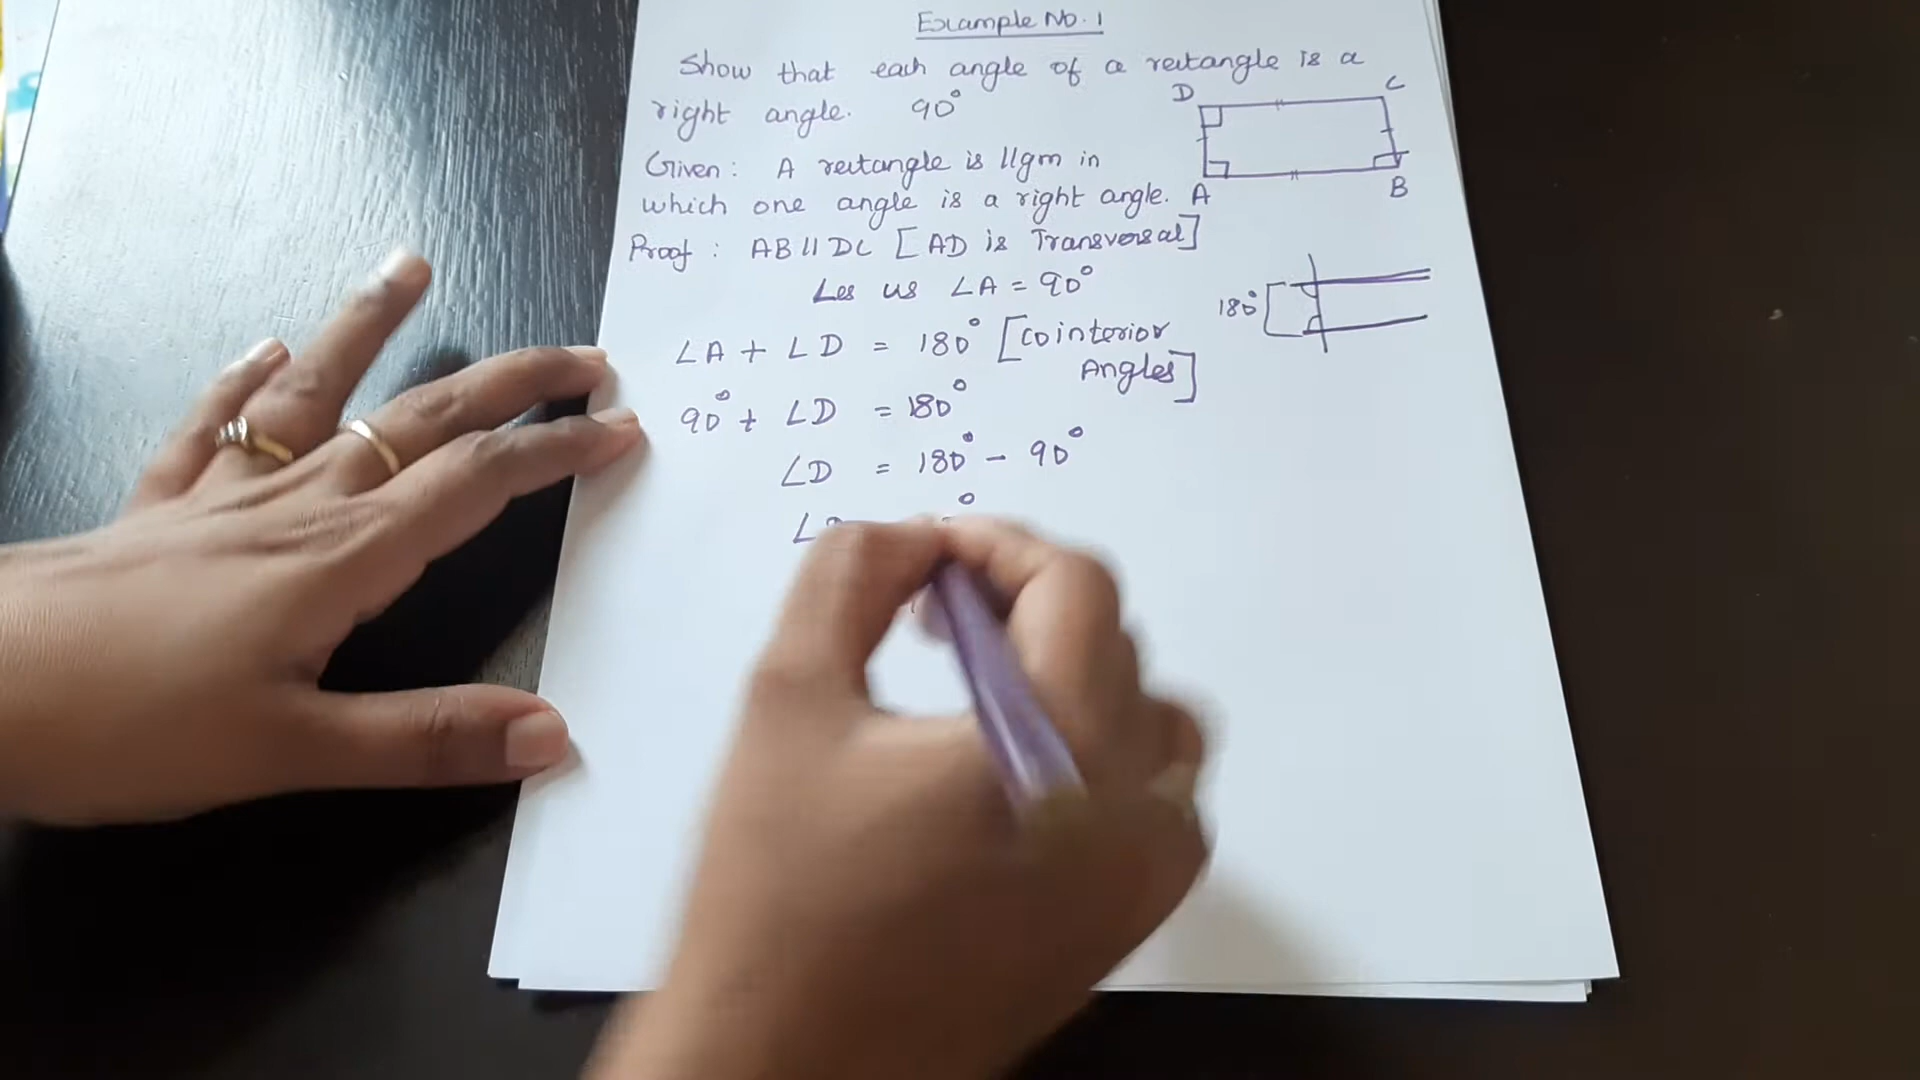 Example No. 1
Show that each angle of a rectangle is a
right angle. 90°
D C
Given: A rectangle is llgm in
which one angle is a right angle. A B
Proof: AB ll DC [AD is Transversal]
Les us ∠A = 90°
180°
∠A + ∠D = 180° [Cointerior
Angles]
90° + ∠D = 180°
∠D = 180° - 90°